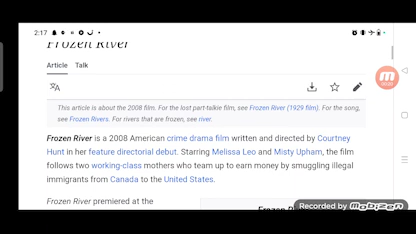 2:17
Frozen River
Article Talk
This article is about the 2008 film. For the lost part-talkie film, see Frozen River (1929 film). For the song,
see Frozen Rivers. For rivers that are frozen, see river.
Frozen River is a 2008 American crime drama film written and directed by Courtney
Hunt in her feature directorial debut. Starring Melissa Leo and Misty Upham, the film
follows two working-class mothers who team up to earn money by smuggling illegal
immigrants from Canada to the United States.
Frozen River premiered at the
Recorded by Mobizen